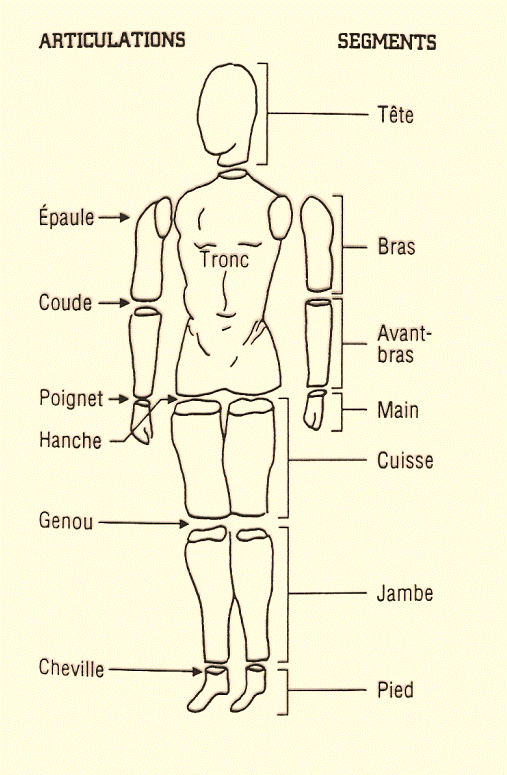 ARTICULATIONS
SEGMENTS
Tête
Épaule
Bras
Tronc
Coude
Avant-
bras
Poignet
Main
Hanche
Cuisse
Genou
Jambe
Cheville
Pied